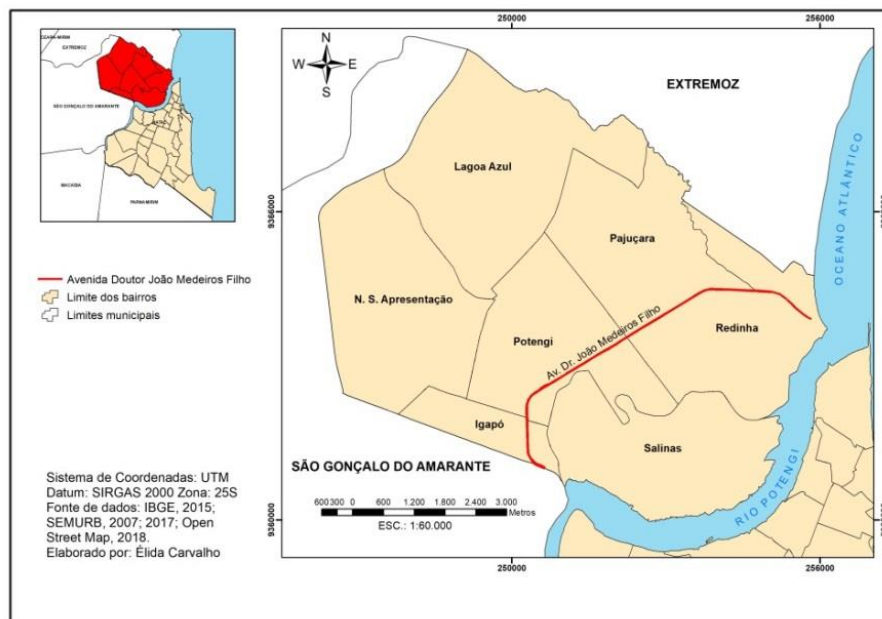 250000
256000
CEARÁ-MIRIM
EXTREMOZ
SÃO GONÇALO DO AMARANTE
NATAL
MACAÍBA
PARNAMIRIM
N
W E
S
EXTREMOZ
OCEANO ATLÂNTICO
Lagoa Azul
9366000
Pajuçara
Avenida Doutor João Medeiros Filho
Limite dos bairros
Limites municipais
N. S. Apresentação
Av. Dr. João Medeiros Filho
Redinha
Potengi
Igapó
Salinas
SÃO GONÇALO DO AMARANTE
RIO POTENGI
Sistema de Coordenadas: UTM
Datum: SIRGAS 2000 Zona: 25S
Fonte de dados: IBGE, 2015;
SEMURB, 2007; 2017; Open
Street Map, 2018.
Elaborado por: Élida Carvalho
600 300 0 600 1.200 1.800 2.400 3.000
Metros
ESC.: 1:60.000
9360000
250000
256000